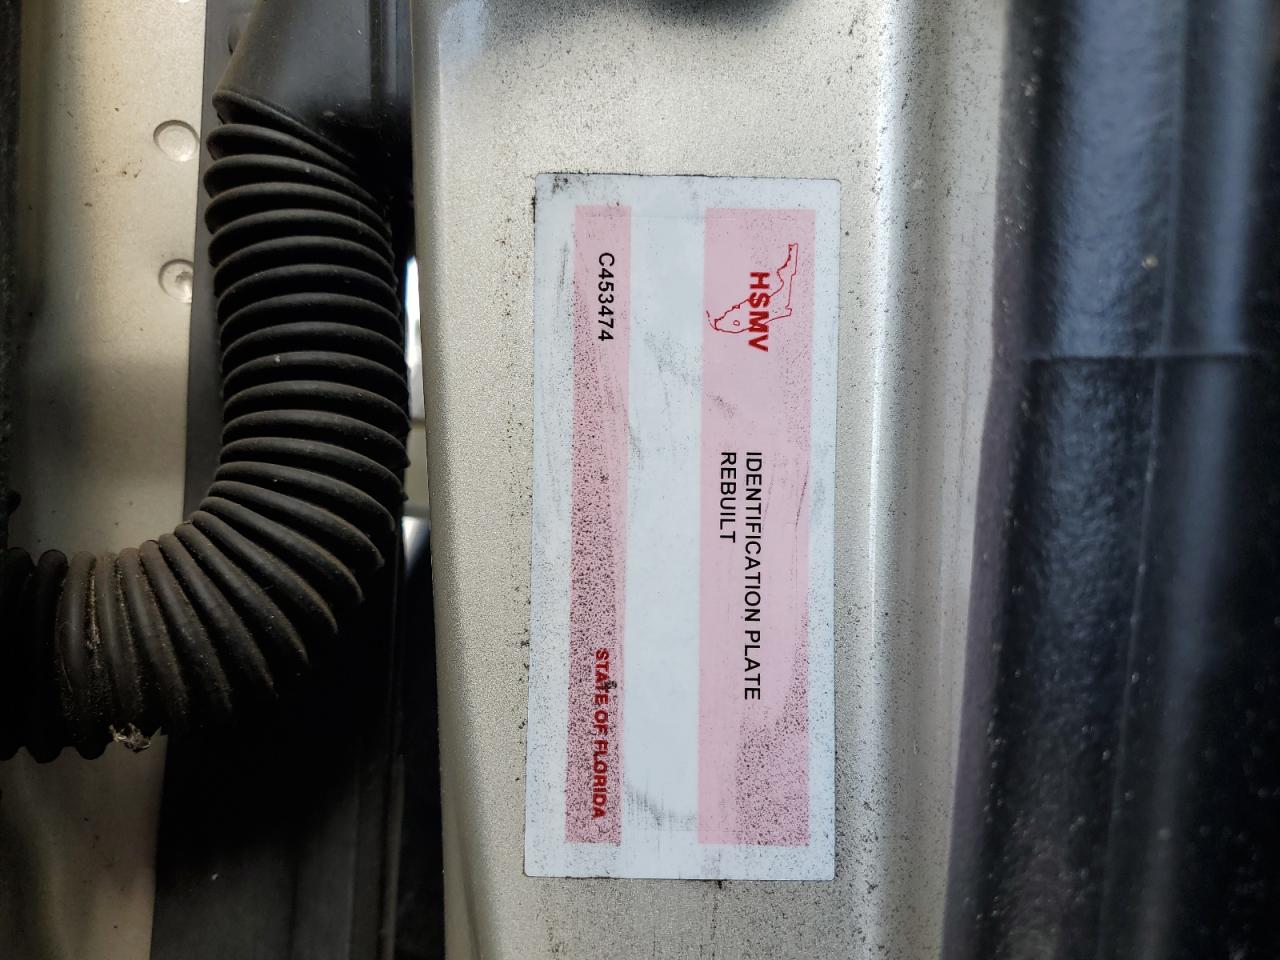 HSMV
IDENTIFICATION PLATE
REBUILT
C453474
STATE OF FLORIDA